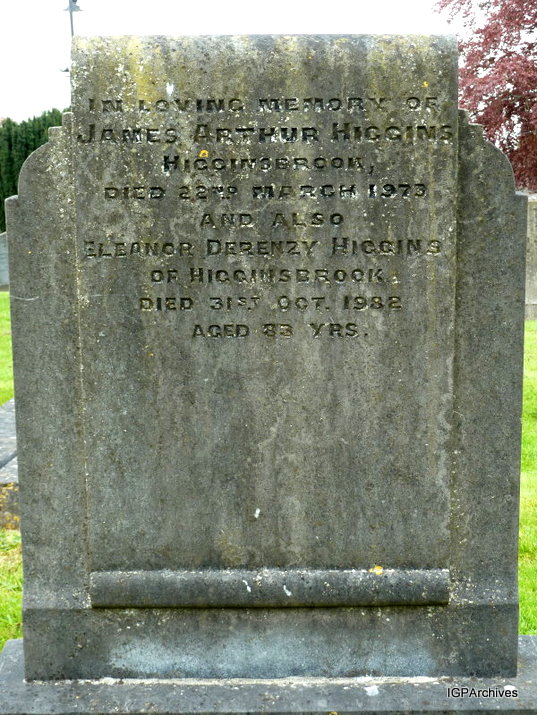 IN LOVING MEMORY OF
JAMES ARTHUR HIGGINS
HIGGINSBROOK,
DIED 22ND MARCH 1973
AND ALSO
ELEANOR DERENZY HIGGINS
OF HIGGINSBROOK
DIED 31ST OCT. 1982
AGED 83 YRS.
IGPArchives